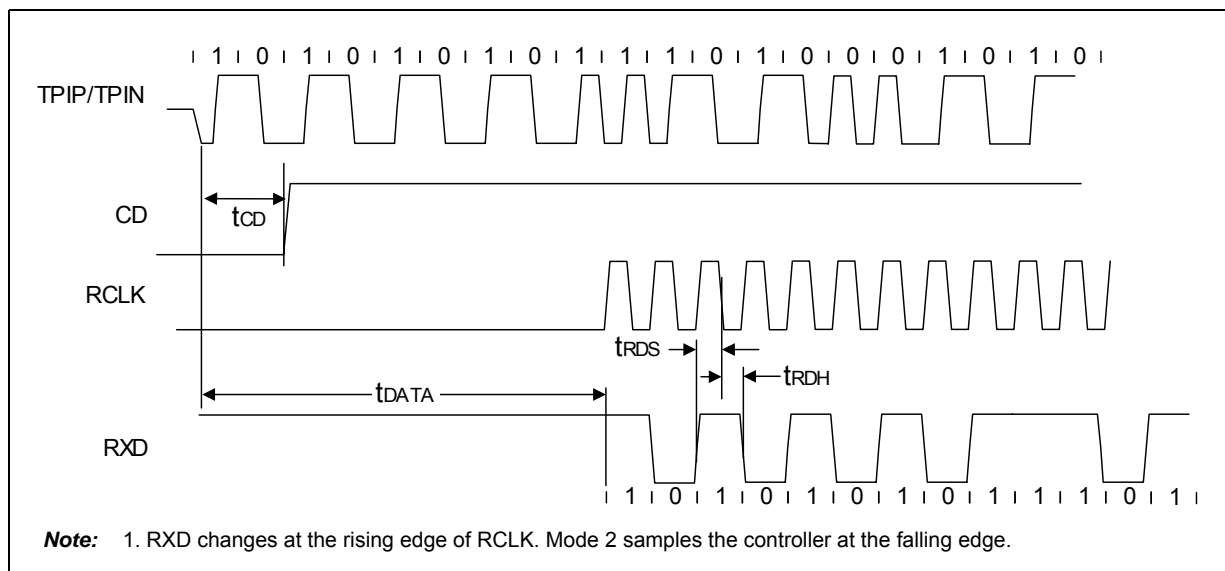 1 0 1 0 1 0 1 0 1 1 1 0 1 0 0 0 1 0 1 0
TPIP/TPIN
tCD
CD
RCLK
tRDS
tRDH
tDATA
RXD
1 0 1 0 1 0 1 0 1 1 1 0 1
Note: 1. RXD changes at the rising edge of RCLK. Mode 2 samples the controller at the falling edge.